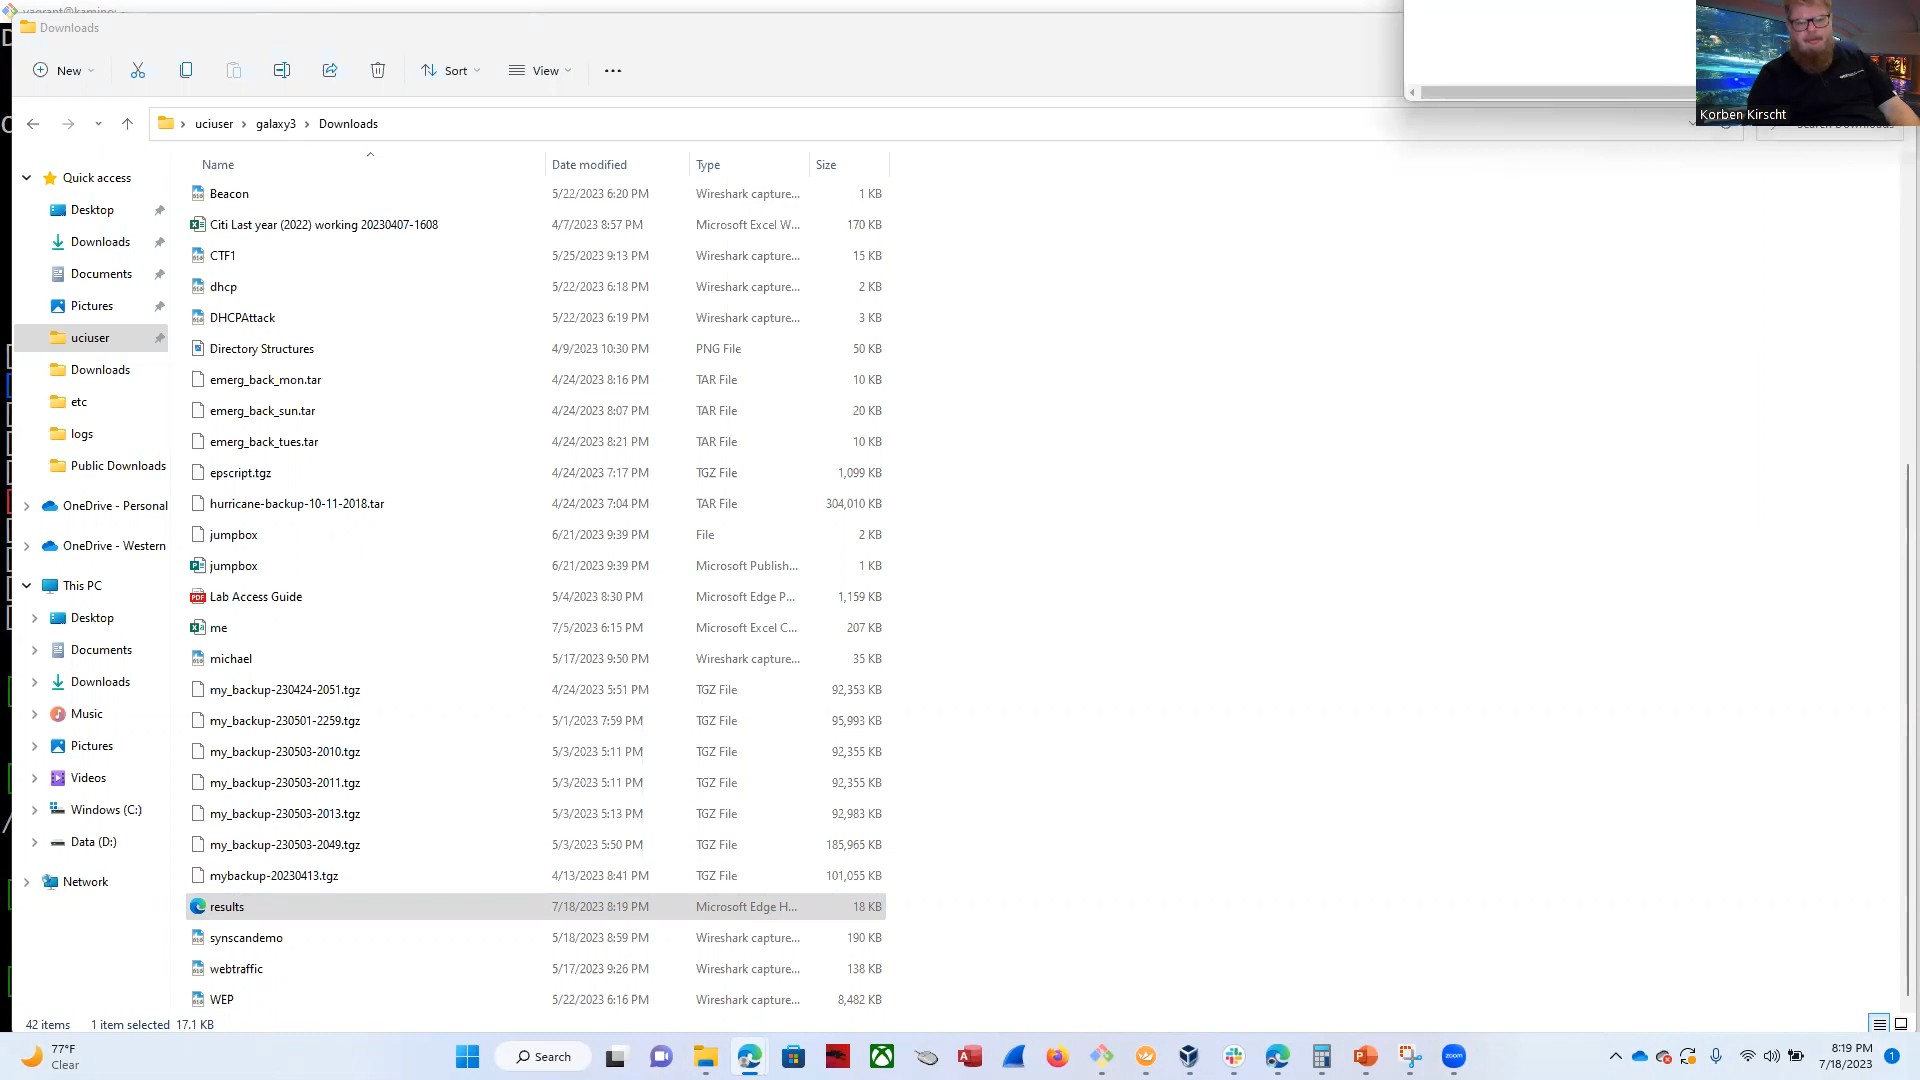 Downloads
New
Sort
View
uciuser > galaxy3 > Downloads
Name Date modified Type Size
Quick access
Desktop
Downloads
Documents
Pictures
uciuser
Downloads
etc
logs
Public Downloads
OneDrive - Personal
OneDrive - Western
This PC
Desktop
Documents
Downloads
Music
Pictures
Videos
Windows (C:)
Data (D:)
Network
Beacon 5/22/2023 6:20 PM Wireshark capture... 1 KB
Citi Last year (2022) working 20230407-1608 4/7/2023 8:57 PM Microsoft Excel W... 170 KB
CTF1 5/25/2023 9:13 PM Wireshark capture... 15 KB
dhcp 5/22/2023 6:18 PM Wireshark capture... 2 KB
DHCPAttack 5/22/2023 6:19 PM Wireshark capture... 3 KB
Directory Structures 4/9/2023 10:30 PM PNG File 50 KB
emerg_back_mon.tar 4/24/2023 8:16 PM TAR File 10 KB
emerg_back_sun.tar 4/24/2023 8:07 PM TAR File 20 KB
emerg_back_tues.tar 4/24/2023 8:21 PM TAR File 10 KB
epscript.tgz 4/24/2023 7:17 PM TGZ File 1,099 KB
hurricane-backup-10-11-2018.tar 4/24/2023 7:04 PM TAR File 304,010 KB
jumpbox 6/21/2023 9:39 PM File 2 KB
jumpbox 6/21/2023 9:39 PM Microsoft Publish... 1 KB
Lab Access Guide 5/4/2023 8:30 PM Microsoft Edge P... 1,159 KB
me 7/5/2023 6:15 PM Microsoft Excel C... 207 KB
michael 5/17/2023 9:50 PM Wireshark capture... 35 KB
my_backup-230424-2051.tgz 4/24/2023 5:51 PM TGZ File 92,353 KB
my_backup-230501-2259.tgz 5/1/2023 7:59 PM TGZ File 95,993 KB
my_backup-230503-2010.tgz 5/3/2023 5:11 PM TGZ File 92,355 KB
my_backup-230503-2011.tgz 5/3/2023 5:11 PM TGZ File 92,355 KB
my_backup-230503-2013.tgz 5/3/2023 5:13 PM TGZ File 92,983 KB
my_backup-230503-2049.tgz 5/3/2023 5:50 PM TGZ File 185,965 KB
mybackup-20230413.tgz 4/13/2023 8:41 PM TGZ File 101,055 KB
results 7/18/2023 8:19 PM Microsoft Edge H... 18 KB
synscandemo 5/18/2023 8:59 PM Wireshark capture... 190 KB
webtraffic 5/17/2023 9:26 PM Wireshark capture... 138 KB
WEP 5/22/2023 6:16 PM Wireshark capture... 8,482 KB
42 items 1 item selected 17.1 KB
Korben Kirscht
77°F
Clear
Search
zoom
8:19 PM
7/18/2023
1